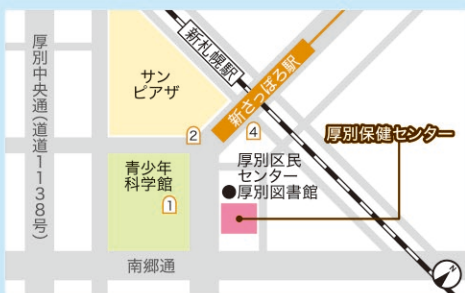 厚別中央通(道道1138号)
新札幌駅
サン
ピアザ
新さっぽろ駅
2
4
厚別保健センター
青少年
科学館
1
厚別区民
センター
●厚別図書館
南郷通
N